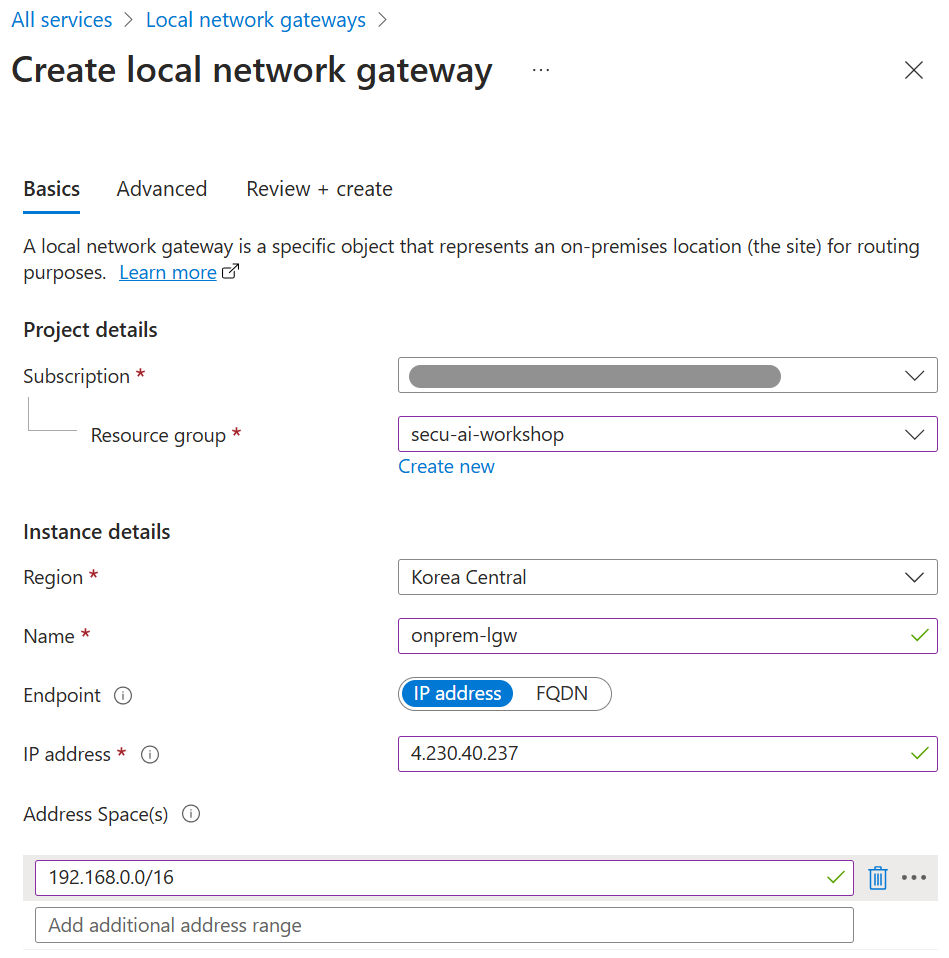 All services > Local network gateways >
Create local network gateway ...
Basics Advanced Review + create
A local network gateway is a specific object that represents an on-premises location (the site) for routing
purposes. Learn more
Project details
Subscription *
Resource group * secu-ai-workshop
Create new
Instance details
Region * Korea Central
Name * onprem-lgw
Endpoint IP address FQDN
IP address * 4.230.40.237
Address Space(s)
192.168.0.0/16
Add additional address range